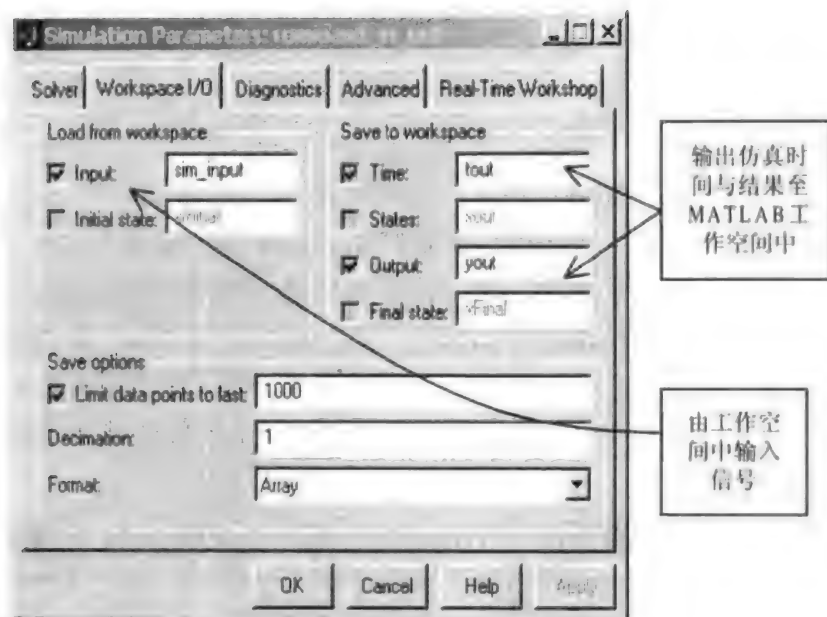 Simulation Parameters:
Solver Workspace I/O Diagnostics Advanced Real-Time Workshop
Load from workspace
Input: sim_input
Initial state:
Save to workspace
Time: tout
States: xout
Output: yout
Final state: xFinal
Save options
Limit data points to last: 1000
Decimation: 1
Format: Array
OK Cancel Help Apply
输出仿真时
间与结果至
MATLAB工
作空间中
由工作空
间中输入
信号